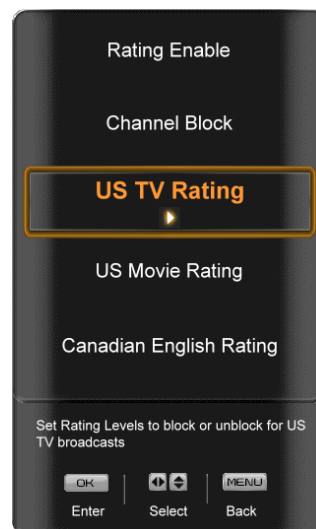 Rating Enable
Channel Block
US TV Rating
US Movie Rating
Canadian English Rating
Set Rating Levels to block or unblock for US
TV broadcasts
OK MENU
Enter Select Back